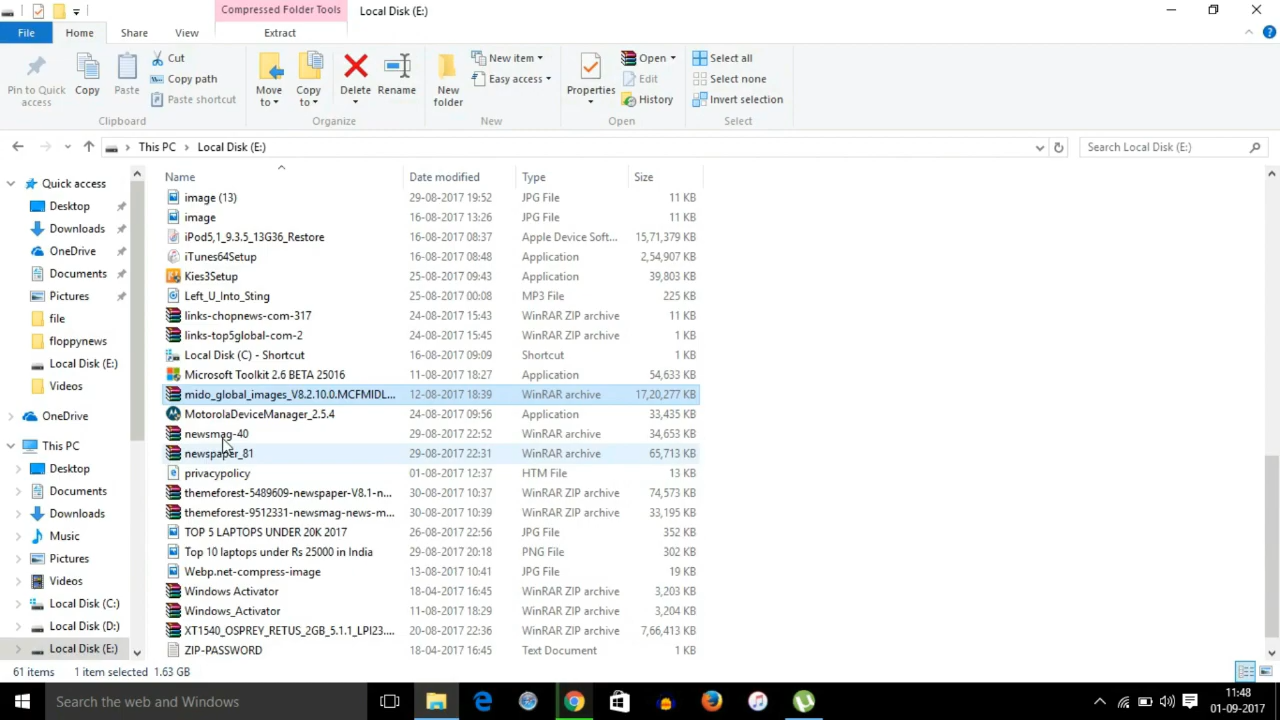 Compressed Folder Tools
Local Disk (E:)
File
Home
Share
View
Extract
Pin to Quick access
Copy
Paste
Cut
Copy path
Paste shortcut
Clipboard
Move to
Copy to
Delete
Rename
Organize
New folder
New item
Easy access
New
Properties
Open
Edit
History
Open
Select all
Select none
Invert selection
Select
This PC
Local Disk (E:)
Search Local Disk (E:)
Name Date modified Type Size
image (13) 29-08-2017 19:52 JPG File 11 KB
image 16-08-2017 13:26 JPG File 11 KB
iPod5,1_9.3.5_13G36_Restore 16-08-2017 08:37 Apple Device Soft... 15,71,379 KB
iTunes64Setup 16-08-2017 08:48 Application 2,54,907 KB
Kies3Setup 25-08-2017 09:43 Application 39,803 KB
Left_U_Into_Sting 25-08-2017 00:08 MP3 File 225 KB
links-chopnews-com-317 24-08-2017 15:43 WinRAR ZIP archive 11 KB
links-top5global-com-2 24-08-2017 15:45 WinRAR ZIP archive 1 KB
Local Disk (C) - Shortcut 16-08-2017 09:09 Shortcut 1 KB
Microsoft Toolkit 2.6 BETA 25016 11-08-2017 18:27 Application 54,633 KB
mido_global_images_V8.2.10.0.MCFMIDL... 12-08-2017 18:39 WinRAR archive 17,20,277 KB
MotorolaDeviceManager_2.5.4 24-08-2017 09:56 Application 33,435 KB
newsmag-40 29-08-2017 22:52 WinRAR archive 34,653 KB
newspaper_81 29-08-2017 22:31 WinRAR archive 65,713 KB
privacypolicy 01-08-2017 12:37 HTM File 13 KB
themeforest-5489609-newspaper-V8.1-n... 30-08-2017 10:37 WinRAR ZIP archive 74,573 KB
themeforest-9512331-newsmag-news-m... 30-08-2017 10:39 WinRAR ZIP archive 33,195 KB
TOP 5 LAPTOPS UNDER 20K 2017 26-08-2017 22:56 JPG File 352 KB
Top 10 laptops under Rs 25000 in India 29-08-2017 20:18 PNG File 302 KB
Webp.net-compress-image 13-08-2017 10:41 JPG File 19 KB
Windows Activator 18-04-2017 16:45 WinRAR ZIP archive 3,203 KB
Windows_Activator 11-08-2017 18:29 WinRAR ZIP archive 3,204 KB
XT1540_OSPREY_RETUS_2GB_5.1.1_LPI23.... 20-08-2017 22:36 WinRAR ZIP archive 7,66,413 KB
ZIP-PASSWORD 18-04-2017 16:45 Text Document 1 KB
Quick access
Desktop
Downloads
OneDrive
Documents
Pictures
file
floppynews
Local Disk (E:)
Videos
OneDrive
This PC
Desktop
Documents
Downloads
Music
Pictures
Videos
Local Disk (C:)
Local Disk (D:)
Local Disk (E:)
61 items 1 item selected 1.63 GB
Search the web and Windows
11:48
01-09-2017